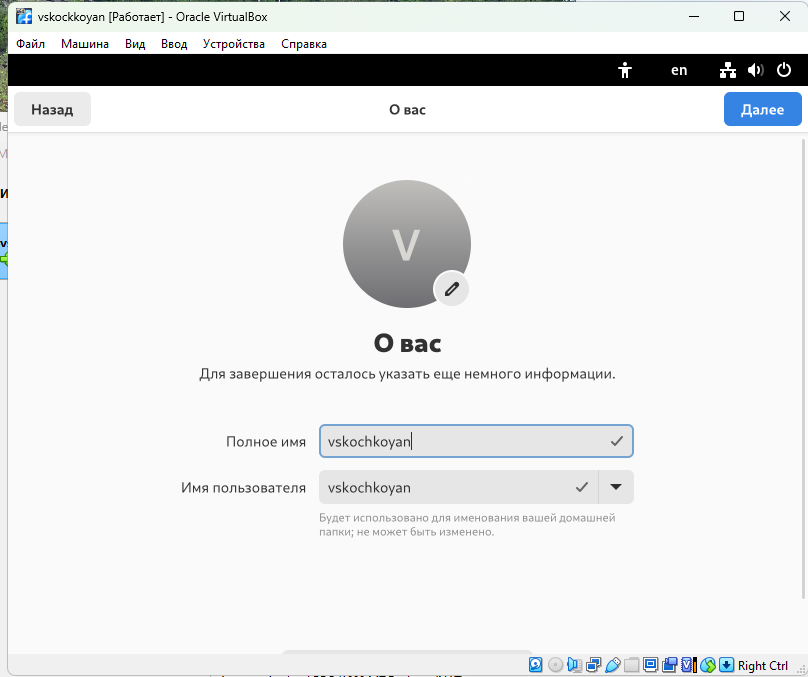 vskockkoyan [Работает] - Oracle VirtualBox
Файл Машина Вид Ввод Устройства Справка
en
Назад О вас Далее
V
О вас
Для завершения осталось указать еще немного информации.
Полное имя vskochkoyan
Имя пользователя vskochkoyan
Будет использовано для именования вашей домашней
папки; не может быть изменено.
Right Ctrl